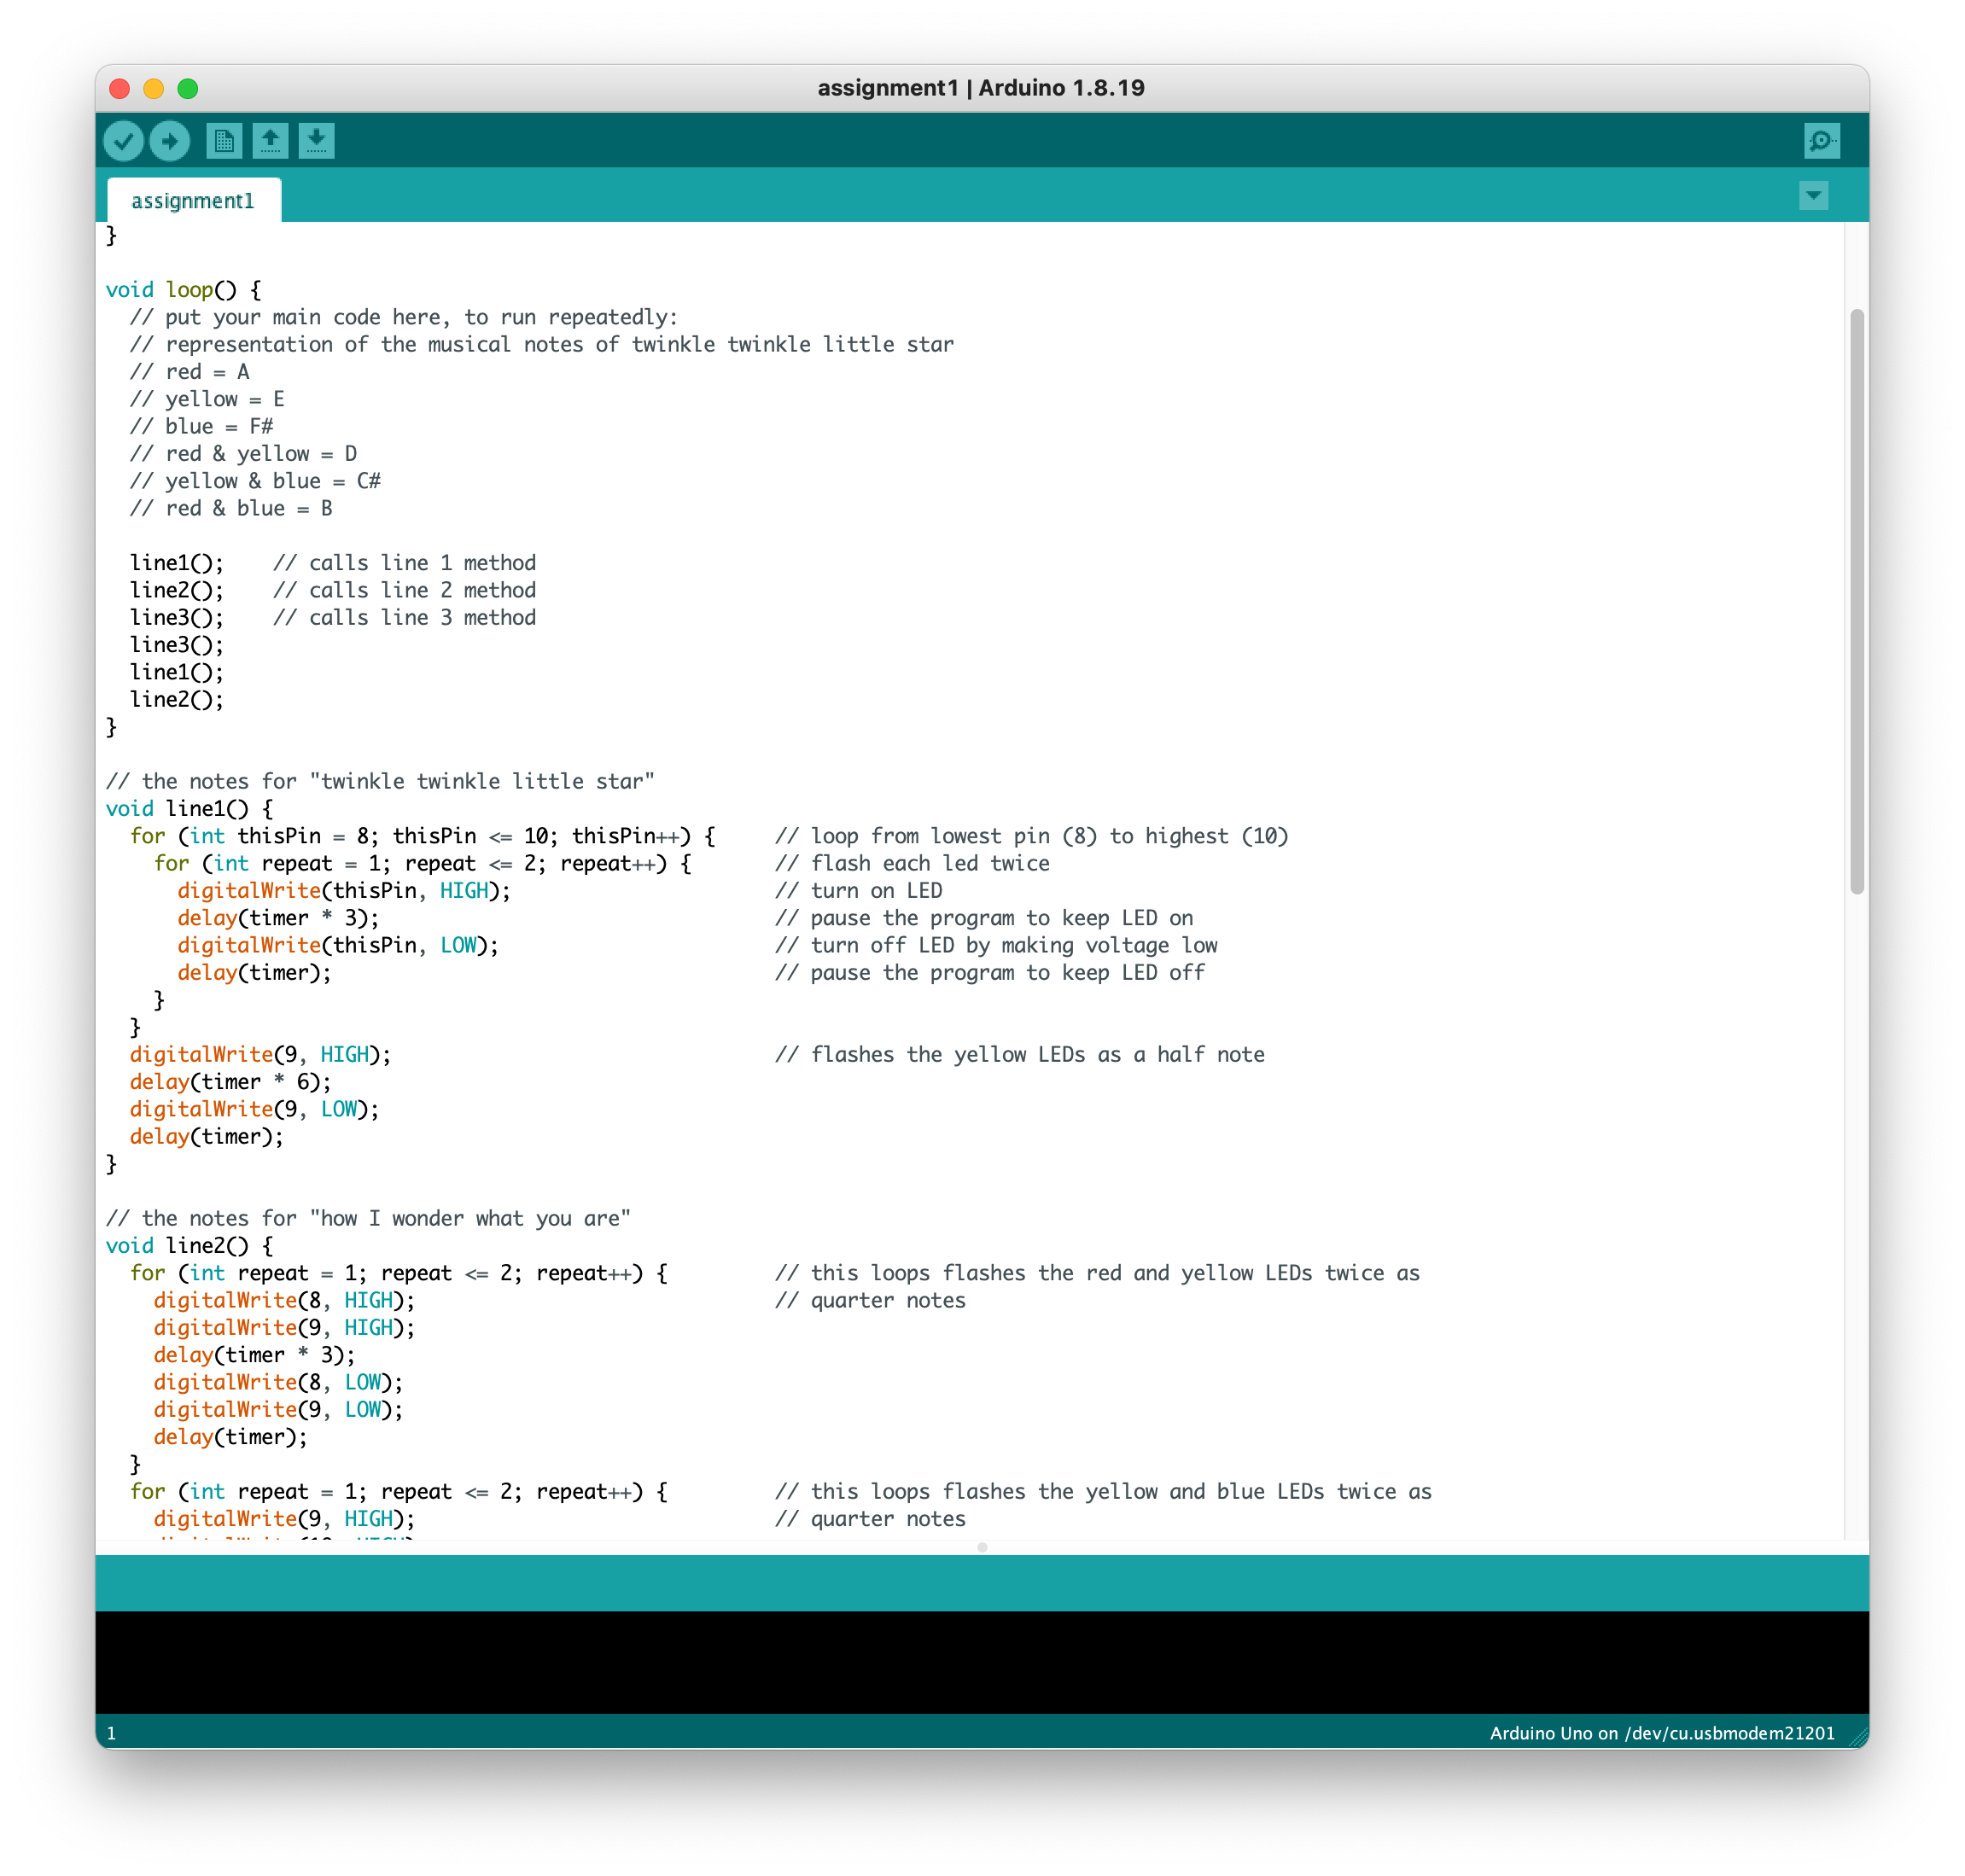 assignment1 | Arduino 1.8.19
assignment1
}
void loop() {
  // put your main code here, to run repeatedly:
  // representation of the musical notes of twinkle twinkle little star
  // red = A
  // yellow = E
  // blue = F#
  // red & yellow = D
  // yellow & blue = C#
  // red & blue = B

  line1();    // calls line 1 method
  line2();    // calls line 2 method
  line3();    // calls line 3 method
  line3();
  line1();
  line2();
}

// the notes for "twinkle twinkle little star"
void line1() {
  for (int thisPin = 8; thisPin <= 10; thisPin++) {     // loop from lowest pin (8) to highest (10)
    for (int repeat = 1; repeat <= 2; repeat++) {       // flash each led twice
      digitalWrite(thisPin, HIGH);                      // turn on LED
      delay(timer * 3);                                 // pause the program to keep LED on
      digitalWrite(thisPin, LOW);                       // turn off LED by making voltage low
      delay(timer);                                     // pause the program to keep LED off
    }
  }
  digitalWrite(9, HIGH);                                // flashes the yellow LEDs as a half note
  delay(timer * 6);
  digitalWrite(9, LOW);
  delay(timer);
}

// the notes for "how I wonder what you are"
void line2() {
  for (int repeat = 1; repeat <= 2; repeat++) {         // this loops flashes the red and yellow LEDs twice as
    digitalWrite(8, HIGH);                              // quarter notes
    digitalWrite(9, HIGH);
    delay(timer * 3);
    digitalWrite(8, LOW);
    digitalWrite(9, LOW);
    delay(timer);
  }
  for (int repeat = 1; repeat <= 2; repeat++) {         // this loops flashes the yellow and blue LEDs twice as
    digitalWrite(9, HIGH);                              // quarter notes
1
Arduino Uno on /dev/cu.usbmodem21201